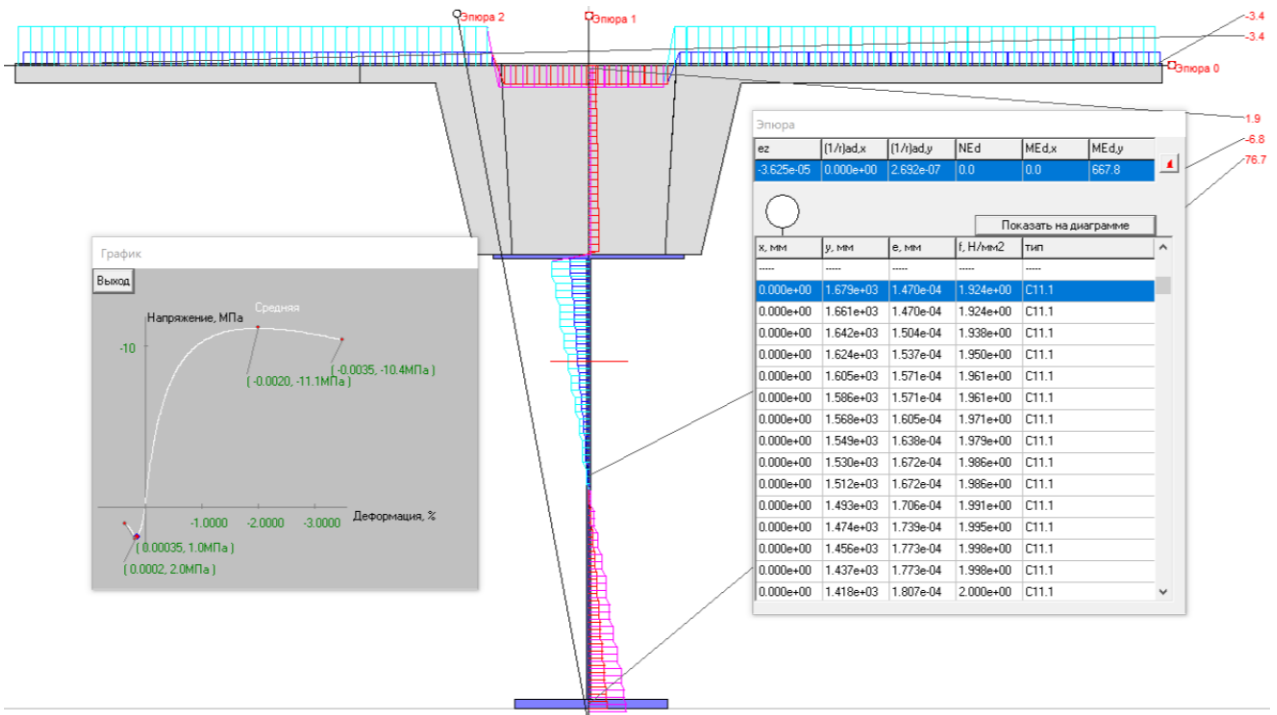 Эпюра 2
Эпюра 1
-3.4
-3.4
Эпюра 0
1.9
-6.8
76.7
Эпюра
ez (1/r)ad,x (1/r)ad,y NEd MEd,x MEd,y
-3.625e-05 0.000e+00 2.692e-07 0.0 0.0 667.8
Показать на диаграмме
x, мм y, мм e, мм f, Н/мм2 тип
----- ----- ----- ----- -----
0.000e+00 1.679e+03 1.470e-04 1.924e+00 C11.1
0.000e+00 1.661e+03 1.470e-04 1.924e+00 C11.1
0.000e+00 1.642e+03 1.504e-04 1.938e+00 C11.1
0.000e+00 1.624e+03 1.537e-04 1.950e+00 C11.1
0.000e+00 1.605e+03 1.571e-04 1.961e+00 C11.1
0.000e+00 1.586e+03 1.571e-04 1.961e+00 C11.1
0.000e+00 1.568e+03 1.605e-04 1.971e+00 C11.1
0.000e+00 1.549e+03 1.638e-04 1.979e+00 C11.1
0.000e+00 1.530e+03 1.672e-04 1.986e+00 C11.1
0.000e+00 1.512e+03 1.672e-04 1.986e+00 C11.1
0.000e+00 1.493e+03 1.706e-04 1.991e+00 C11.1
0.000e+00 1.474e+03 1.739e-04 1.995e+00 C11.1
0.000e+00 1.456e+03 1.773e-04 1.998e+00 C11.1
0.000e+00 1.437e+03 1.773e-04 1.998e+00 C11.1
0.000e+00 1.418e+03 1.807e-04 2.000e+00 C11.1
График
Выход
Средняя
Напряжение, МПа
-10
( -0.0035, -10.4МПа )
( -0.0020, -11.1МПа )
-1.0000 -2.0000 -3.0000 Деформация, %
( 0.00035, 1.0МПа )
( 0.0002, 2.0МПа )